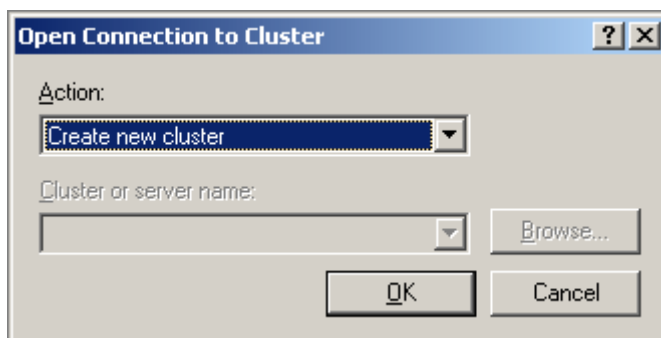 Open Connection to Cluster
Action:
Create new cluster
Cluster or server name:
Browse...
OK
Cancel